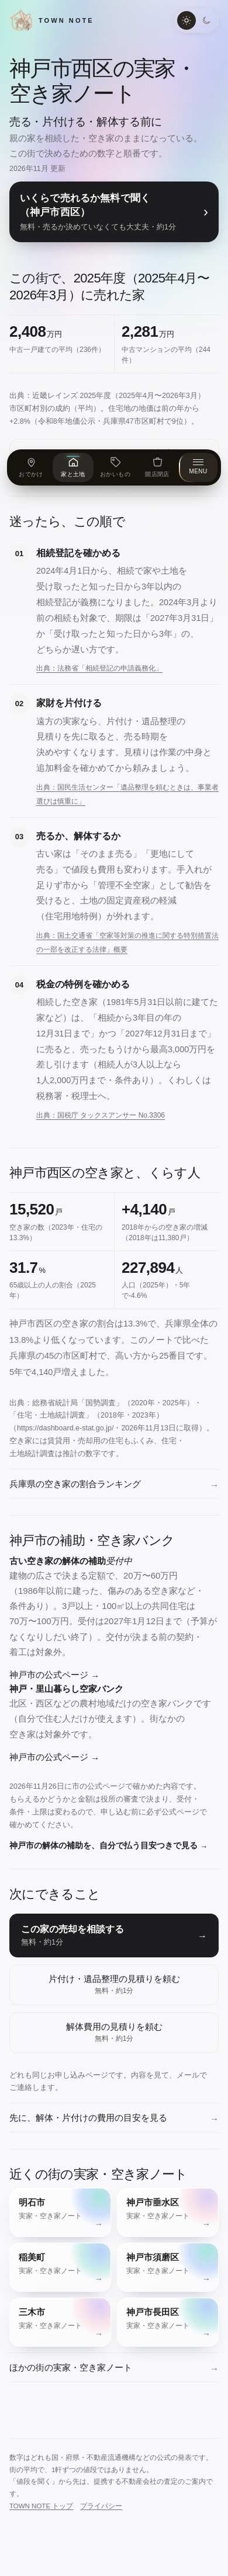 TOWN NOTE
神戸市西区の実家・
空き家ノート
売る・片付ける・解体する前に
親の家を相続した・空き家のままになっている。
この街で決めるための数字と順番です。
2026年11月 更新
いくらで売れるか無料で聞く
（神戸市西区）
無料・売るか決めていなくても大丈夫・約1分
この街で、2025年度（2025年4月〜
2026年3月）に売れた家
2,408万円
中古一戸建ての平均（236件）
2,281万円
中古マンションの平均（244
件）
出典：近畿レインズ 2025年度（2025年4月〜2026年3月）
市区町村別の成約（平均）。住宅地の地価は前の年から
+2.8%（令和8年地価公示・兵庫県47市区町村で9位）。
おでかけ
家と土地
おかいもの
開店閉店
MENU
迷ったら、この順で
01
相続登記を確かめる
2024年4月1日から、相続で家や土地を
受け取ったと知った日から3年以内の
相続登記が義務になりました。2024年3月より
前の相続も対象で、期限は「2027年3月31日」
か「受け取ったと知った日から3年」の、
どちらか遅い方です。
出典：法務省「相続登記の申請義務化」
02
家財を片付ける
遠方の実家なら、片付け・遺品整理の
見積りを先に取ると、売る時期を
決めやすくなります。見積りは作業の中身と
追加料金を確かめてから頼みましょう。
出典：国民生活センター「遺品整理を頼むときは、事業者
選びは慎重に」
03
売るか、解体するか
古い家は「そのまま売る」「更地にして
売る」で値段も費用も変わります。手入れが
足りず市から「管理不全空家」として勧告を
受けると、土地の固定資産税の軽減
（住宅用地特例）が外れます。
出典：国土交通省「空家等対策の推進に関する特別措置法
の一部を改正する法律」概要
04
税金の特例を確かめる
相続した空き家（1981年5月31日以前に建てた
家など）は、「相続から3年目の年の
12月31日まで」かつ「2027年12月31日まで」
に売ると、売ったもうけから最高3,000万円を
差し引けます（相続人が3人以上なら
1人2,000万円まで・条件あり）。くわしくは
税務署・税理士へ。
出典：国税庁 タックスアンサー No.3306
神戸市西区の空き家と、くらす人
15,520戸
空き家の数（2023年・住宅の
13.3%）
+4,140戸
2018年からの空き家の増減
（2018年は11,380戸）
31.7%
65歳以上の人の割合（2025
年）
227,894人
人口（2025年）・5年
で-4.6%
神戸市西区の空き家の割合は13.3%で、兵庫県全体の
13.8%より低くなっています。このノートで比べた
兵庫県の45の市区町村で、高い方から25番目です。
5年で4,140戸増えました。
出典：総務省統計局「国勢調査」（2020年・2025年）・
「住宅・土地統計調査」（2018年・2023年）
（https://dashboard.e-stat.go.jp/・2026年11月13日に取得）。
空き家には賃貸用・売却用の住宅もふくみ、住宅・
土地統計調査は推計の数字です。
兵庫県の空き家の割合ランキング →
神戸市の補助・空き家バンク
古い空き家の解体の補助受付中
建物の広さで決まる定額で、20万〜60万円
（1986年以前に建った、傷みのある空き家など・
条件あり）。3戸以上・100㎡以上の共同住宅は
70万〜100万円。受付は2027年1月12日まで（予算が
なくなりしだい終了）。交付が決まる前の契約・
着工は対象外。
神戸市の公式ページ →
神戸・里山暮らし空家バンク
北区・西区などの農村地域だけの空き家バンクです
（自分で住む人だけが使えます）。街なかの
空き家は対象外です。
神戸市の公式ページ →
2026年11月26日に市の公式ページで確かめた内容です。
もらえるかどうかと金額は役所の審査で決まり、受付・
条件・上限は変わるので、申し込む前に必ず公式ページで
確かめてください。
神戸市の解体の補助を、自分で払う目安つきで見る →
次にできること
この家の売却を相談する
無料・約1分
→
片付け・遺品整理の見積りを頼む
無料・約1分
解体費用の見積りを頼む
無料・約1分
どれも同じお申し込みページです。内容を見て、メールで
ご連絡します。
先に、解体・片付けの費用の目安を見る →
近くの街の実家・空き家ノート
明石市
実家・空き家ノート
→
神戸市垂水区
実家・空き家ノート
→
稲美町
実家・空き家ノート
→
神戸市須磨区
実家・空き家ノート
→
三木市
実家・空き家ノート
→
神戸市長田区
実家・空き家ノート
→
ほかの街の実家・空き家ノート →
数字はどれも国・府県・不動産流通機構などの公式の発表です。
街の平均で、1軒ずつの値段ではありません。
「値段を聞く」から先は、提携する不動産会社の査定のご案内で
す。
TOWN NOTE トップ プライバシー